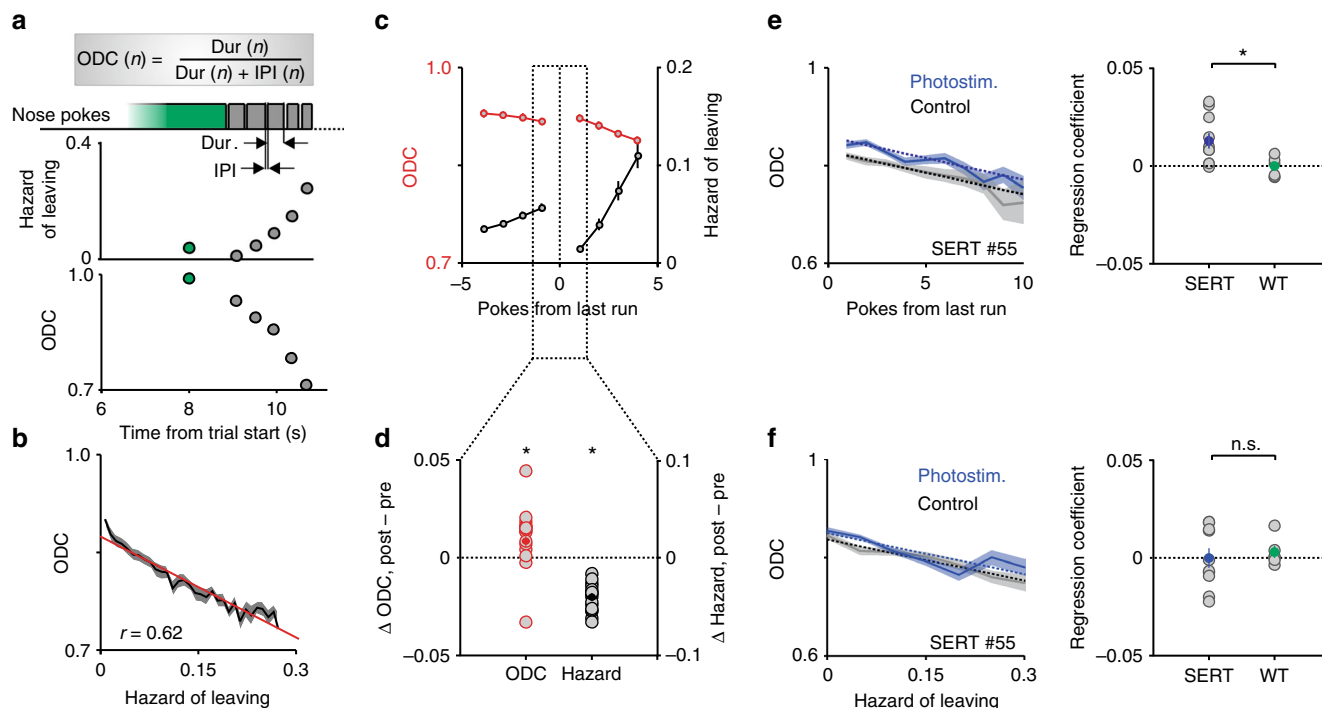 a
ODC (n) = Dur (n) / Dur (n) + IPI (n)
Nose pokes
Dur.
IPI
0.4
Hazard
of leaving
0
1.0
ODC
0.7
6 8 10
Time from trial start (s)
b
1.0
ODC
0.7
r = 0.62
0 0.15 0.3
Hazard of leaving
c
1.0
ODC
0.7
0.2
0.1
0
Hazard of leaving
–5 0 5
Pokes from last run
d
0.05
0
–0.05
Δ ODC, post – pre
* *
0.1
0
–0.1
Δ Hazard, post – pre
ODC Hazard
e
1
ODC
0.6
Photostim.
Control
SERT #55
0 5 10
Pokes from last run
0.05
0
–0.05
Regression coefficient
*
SERT WT
f
1
ODC
0.6
Photostim.
Control
SERT #55
0 0.15 0.3
Hazard of leaving
0.05
0
–0.05
Regression coefficient
n.s.
SERT WT